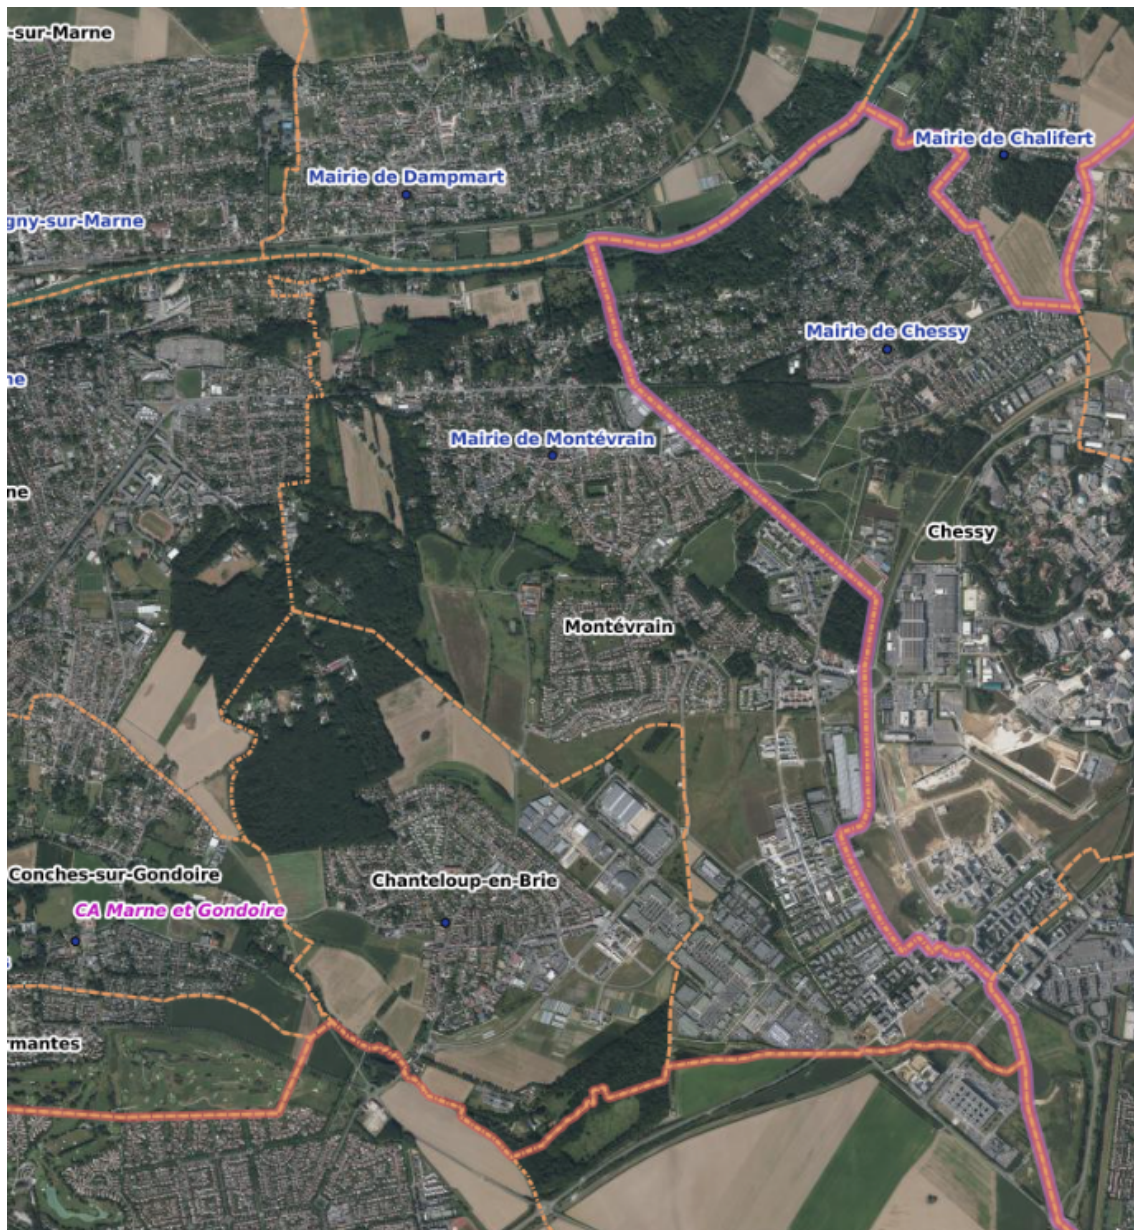 -sur-Marne
Mairie de Chalifert
Mairie de Dampmart
gny-sur-Marne
Mairie de Chessy
ne
Mairie de Montévrain
ne
Chessy
Montévrain
Conches-sur-Gondoire
Chanteloup-en-Brie
CA Marne et Gondoire
s
rmantes